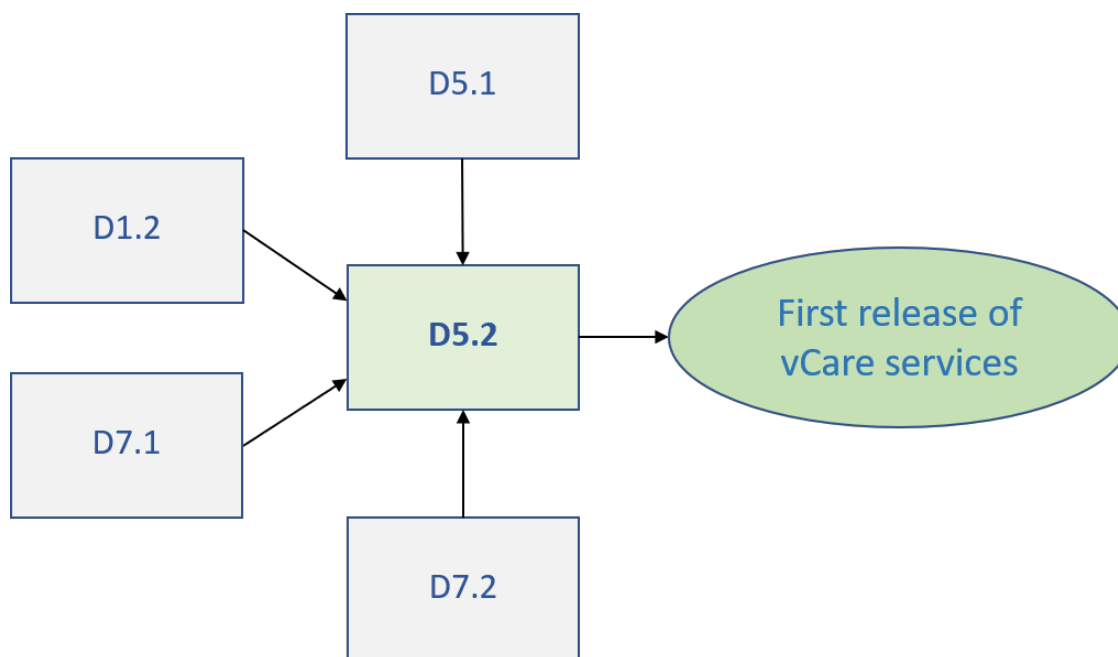 D5.1
D1.2
D5.2
First release of
vCare services
D7.1
D7.2